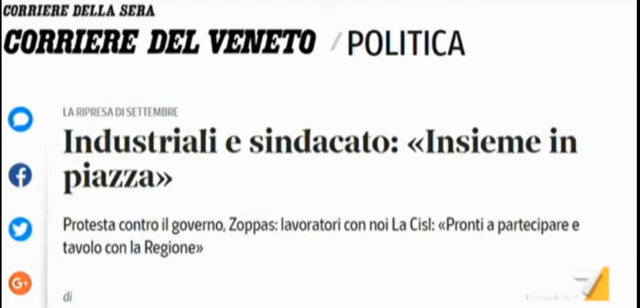 CORRIERE DELLA SERA
CORRIERE DEL VENETO / POLITICA
LA RIPRESA DI SETTEMBRE
Industriali e sindacato: «Insieme in
piazza»
Protesta contro il governo, Zoppas: lavoratori con noi La Cisl: «Pronti a partecipare e
tavolo con la Regione»
G+
di
7